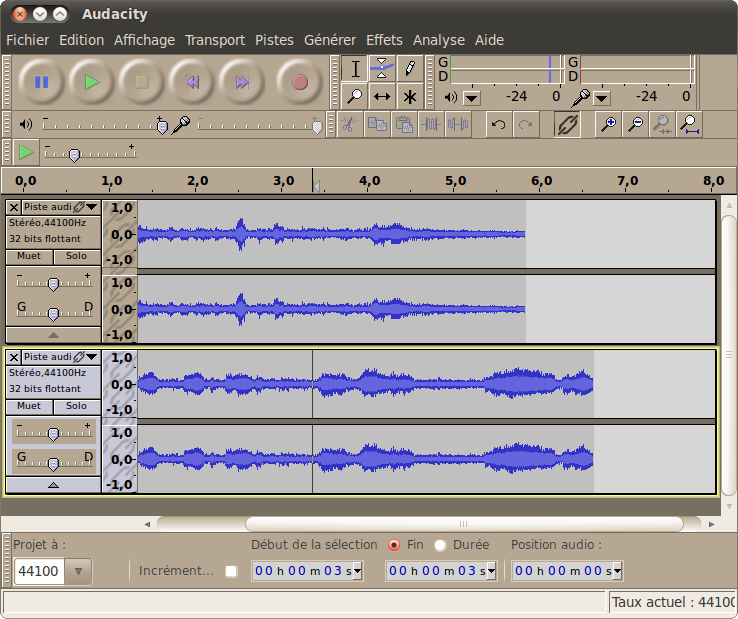 Audacity
Fichier Edition Affichage Transport Pistes Générer Effets Analyse Aide
G
D
-24 0
G
D
-24 0
0,0 1,0 2,0 4,0 5,0 6,0 7,0 8,0
Piste audi
Stéréo,44100Hz
32 bits flottant
Muet Solo
- +
G D
1,0
0,0
-1,0
1,0
0,0
-1,0
Piste audi
Stéréo,44100Hz
32 bits flottant
Muet Solo
- +
G D
1,0
0,0
-1,0
1,0
0,0
-1,0
Projet à : Début de la sélection Fin Durée Position audio :
44100 Incrément... 00 h 00 m 03 s 00 h 00 m 03 s 00 h 00 m 00 s
Taux actuel : 44100